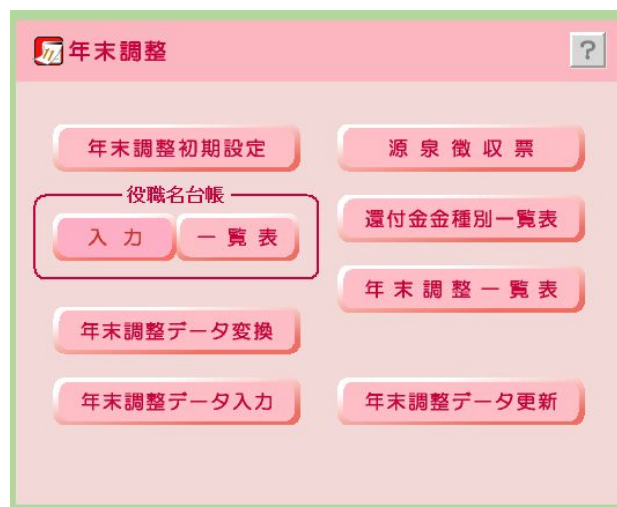 年末調整
?
年末調整初期設定
役職名台帳
入力
一覧表
年末調整データ変換
年末調整データ入力
源泉徴収票
還付金金種別一覧表
年末調整一覧表
年末調整データ更新